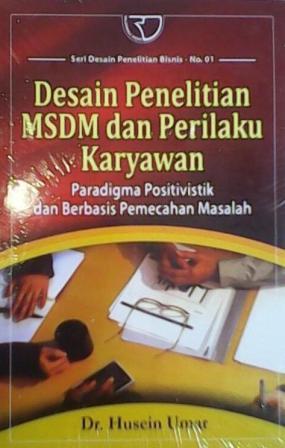 Seri Desain Penelitian Bisnis - No. 01
Desain Penelitian
MSDM dan Perilaku
Karyawan
Paradigma Positivistik
dan Berbasis Pemecahan Masalah
Dr. Husein Umar